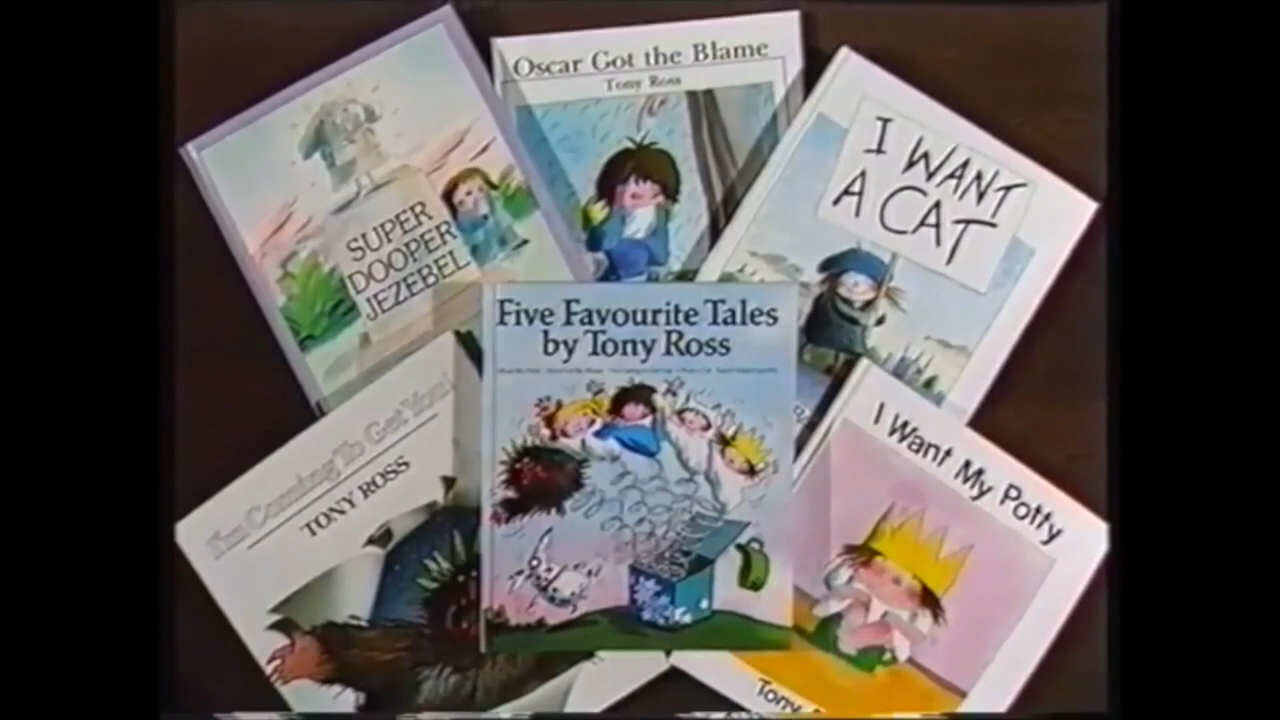 SUPER
DOOPER
JEZEBEL
Oscar Got the Blame
Tony Ross
I WANT
A CAT
Five Favourite Tales
by Tony Ross
I'm Coming To Get You!
TONY ROSS
I Want My Potty
Tony